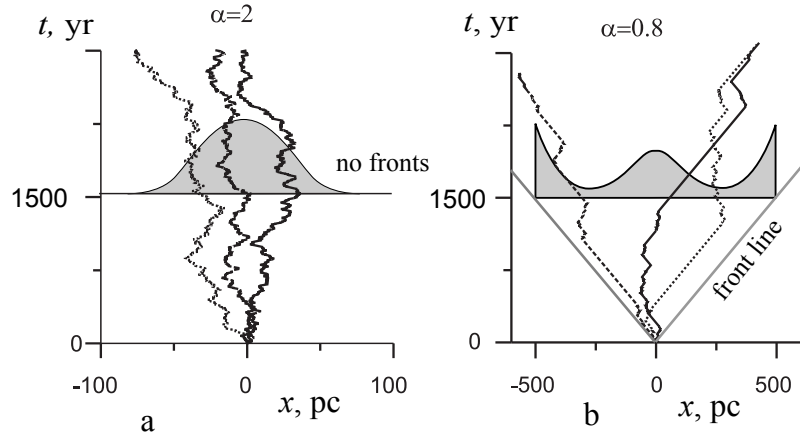 α=2
t, yr
no fronts
1500
0
-100 0 100
x, pc
a
α=0.8
t, yr
1500
front line
0
-500 0 500
x, pc
b